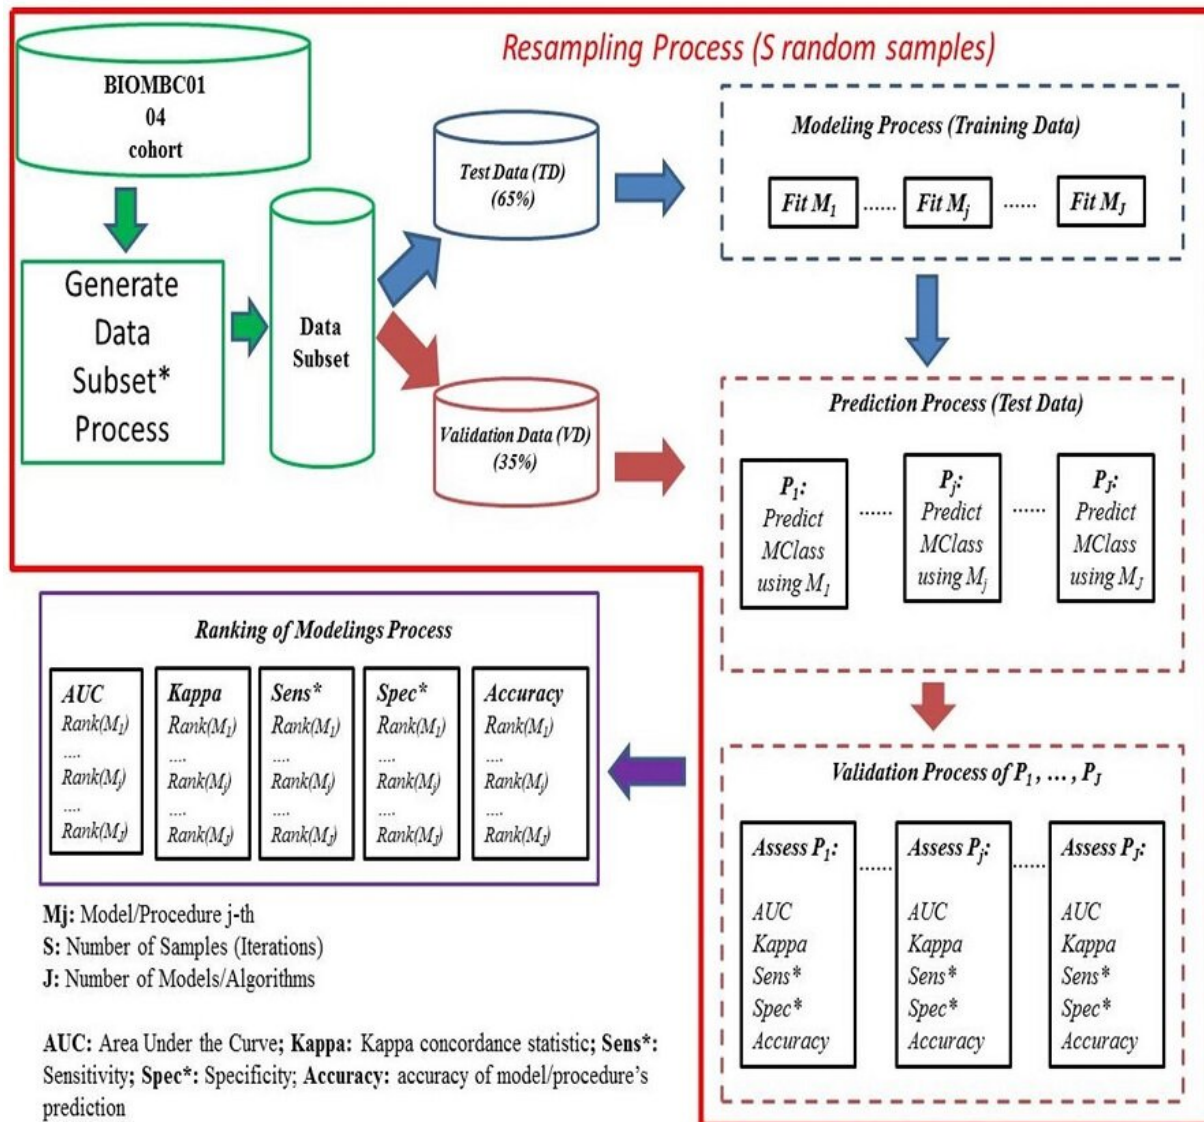 Resampling Process (S random samples)
BIOMBC01
04
cohort
Generate
Data
Subset*
Process
Data
Subset
Test Data (TD)
(65%)
Validation Data (VD)
(35%)
Modeling Process (Training Data)
Fit M1 ...... Fit Mj ...... Fit MJ
Prediction Process (Test Data)
P1:
Predict
MClass
using M1
......
Pj:
Predict
MClass
using Mj
......
PJ:
Predict
MClass
using MJ
Validation Process of P1 , ... , PJ
Assess P1:
AUC
Kappa
Sens*
Spec*
Accuracy
......
Assess Pj:
AUC
Kappa
Sens*
Spec*
Accuracy
......
Assess PJ:
AUC
Kappa
Sens*
Spec*
Accuracy
Ranking of Modelings Process
AUC
Rank(M1)
....
Rank(Mj)
....
Rank(MJ)
Kappa
Rank(M1)
....
Rank(Mj)
....
Rank(MJ)
Sens*
Rank(M1)
....
Rank(Mj)
....
Rank(MJ)
Spec*
Rank(M1)
....
Rank(Mj)
....
Rank(MJ)
Accuracy
Rank(M1)
....
Rank(Mj)
....
Rank(MJ)
Mj: Model/Procedure j-th
S: Number of Samples (Iterations)
J: Number of Models/Algorithms
AUC: Area Under the Curve; Kappa: Kappa concordance statistic; Sens*:
Sensitivity; Spec*: Specificity; Accuracy: accuracy of model/procedure's
prediction